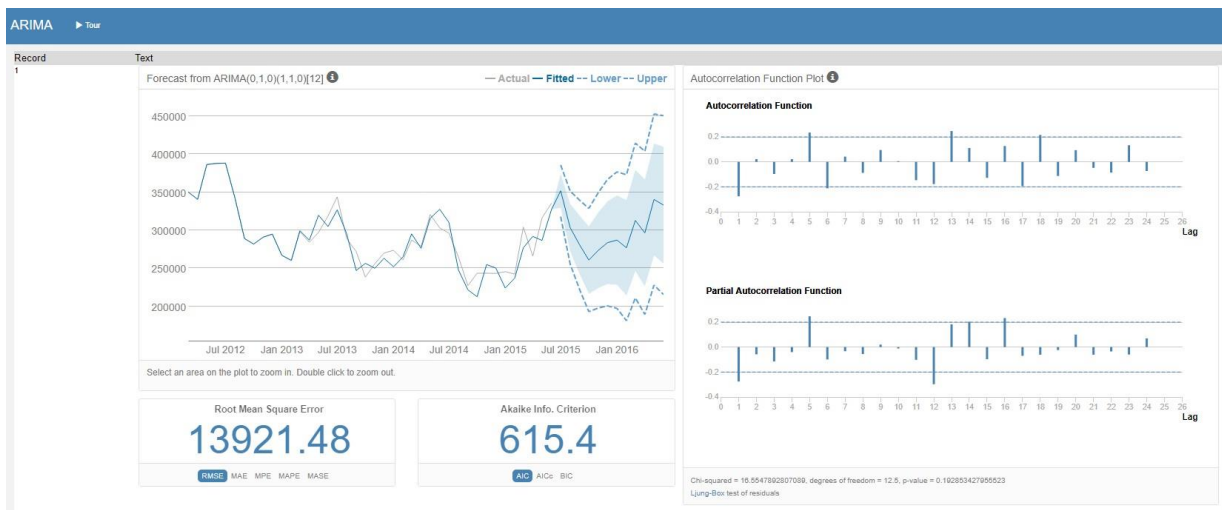 ARIMA ▶ Tour
Record Text
1
Forecast from ARIMA(0,1,0)(1,1,0)[12] i — Actual — Fitted -- Lower -- Upper
450000
400000
350000
300000
250000
200000
Jul 2012 Jan 2013 Jul 2013 Jan 2014 Jul 2014 Jan 2015 Jul 2015 Jan 2016
Select an area on the plot to zoom in. Double click to zoom out.
Root Mean Square Error
13921.48
RMSE MAE MPE MAPE MASE
Akaike Info. Criterion
615.4
AIC AICc BIC
Autocorrelation Function Plot i
Autocorrelation Function
0.2
0.0
-0.2
-0.4
0 1 2 3 4 5 6 7 8 9 10 11 12 13 14 15 16 17 18 19 20 21 22 23 24 25 26
Lag
Partial Autocorrelation Function
0.2
0.0
-0.2
-0.4
0 1 2 3 4 5 6 7 8 9 10 11 12 13 14 15 16 17 18 19 20 21 22 23 24 25 26
Lag
Chi-squared = 16.5547892807089, degrees of freedom = 12.5, p-value = 0.192853427955523
Ljung-Box test of residuals